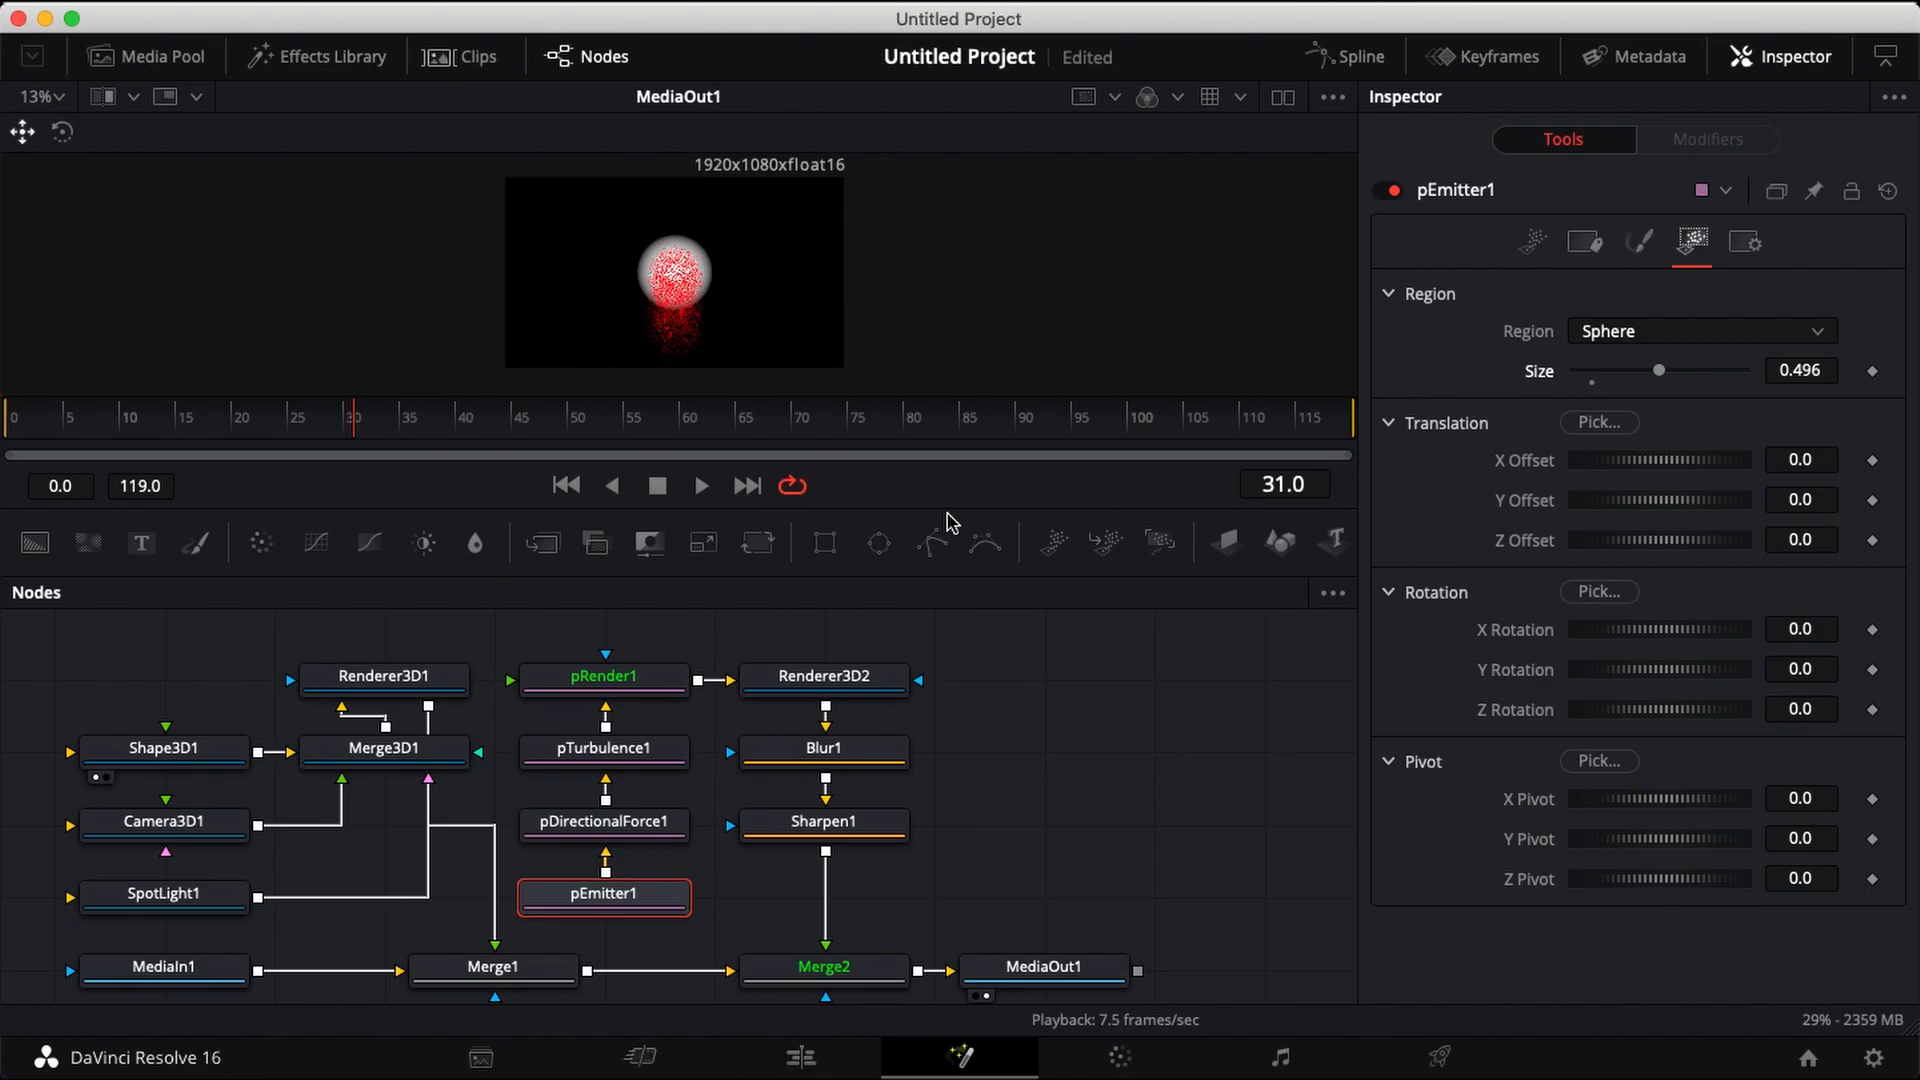 Untitled Project
Media Pool Effects Library Clips Nodes Untitled Project Edited Spline Keyframes Metadata Inspector
13% MediaOut1 Inspector
Tools Modifiers
1920x1080xfloat16
pEmitter1
Region
Region Sphere
Size 0.496
Translation Pick...
X Offset 0.0
Y Offset 0.0
Z Offset 0.0
Rotation Pick...
X Rotation 0.0
Y Rotation 0.0
Z Rotation 0.0
Pivot Pick...
X Pivot 0.0
Y Pivot 0.0
Z Pivot 0.0
0 5 10 15 20 25 30 35 40 45 50 55 60 65 70 75 80 85 90 95 100 105 110 115
0.0 119.0 31.0
T T
Nodes
Renderer3D1 pRender1 Renderer3D2
Shape3D1 Merge3D1 pTurbulence1 Blur1
Camera3D1 pDirectionalForce1 Sharpen1
SpotLight1 pEmitter1
MediaIn1 Merge1 Merge2 MediaOut1
Playback: 7.5 frames/sec 29% - 2359 MB
DaVinci Resolve 16